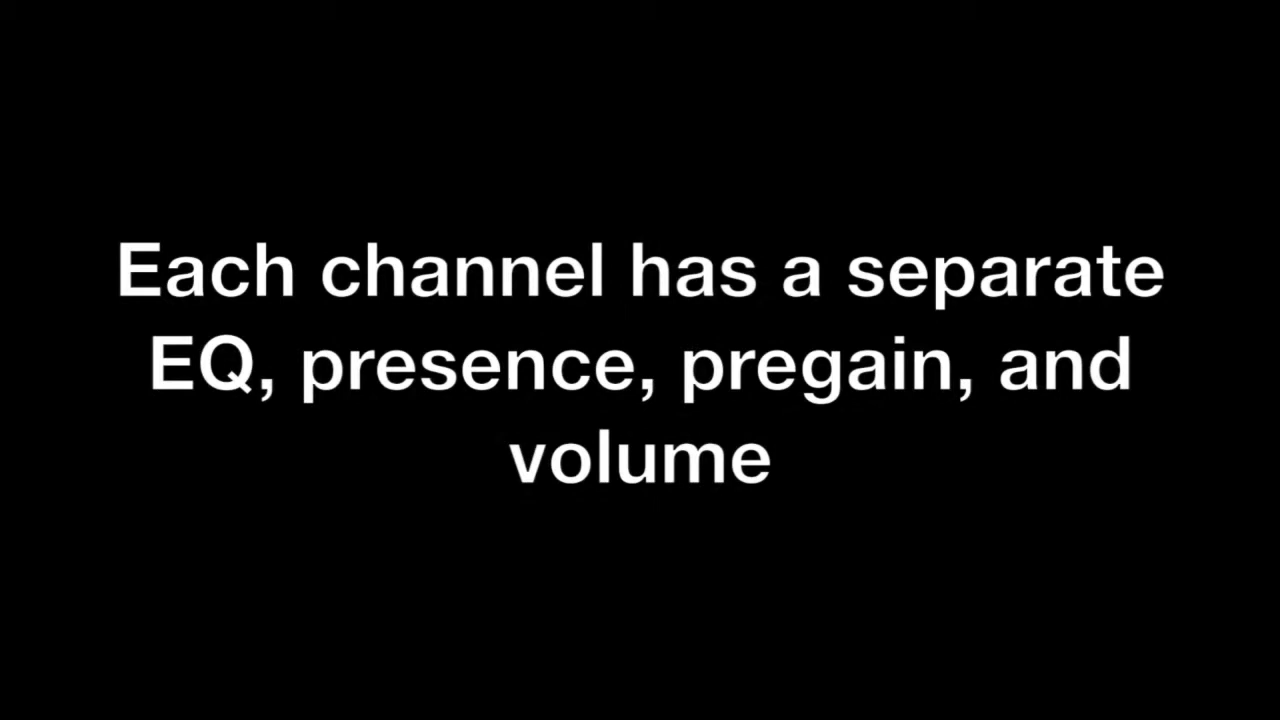 Each channel has a separate
EQ, presence, pregain, and
volume